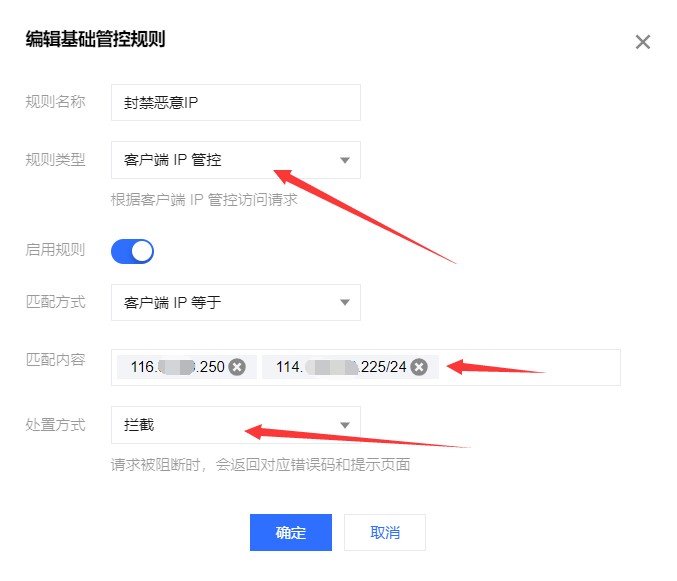 编辑基础管控规则
规则名称 封禁恶意IP
规则类型 客户端 IP 管控
根据客户端 IP 管控访问请求
启用规则
匹配方式 客户端 IP 等于
匹配内容 116. .250 114. .225/24
处置方式 拦截
请求被阻断时，会返回对应错误码和提示页面
确定 取消